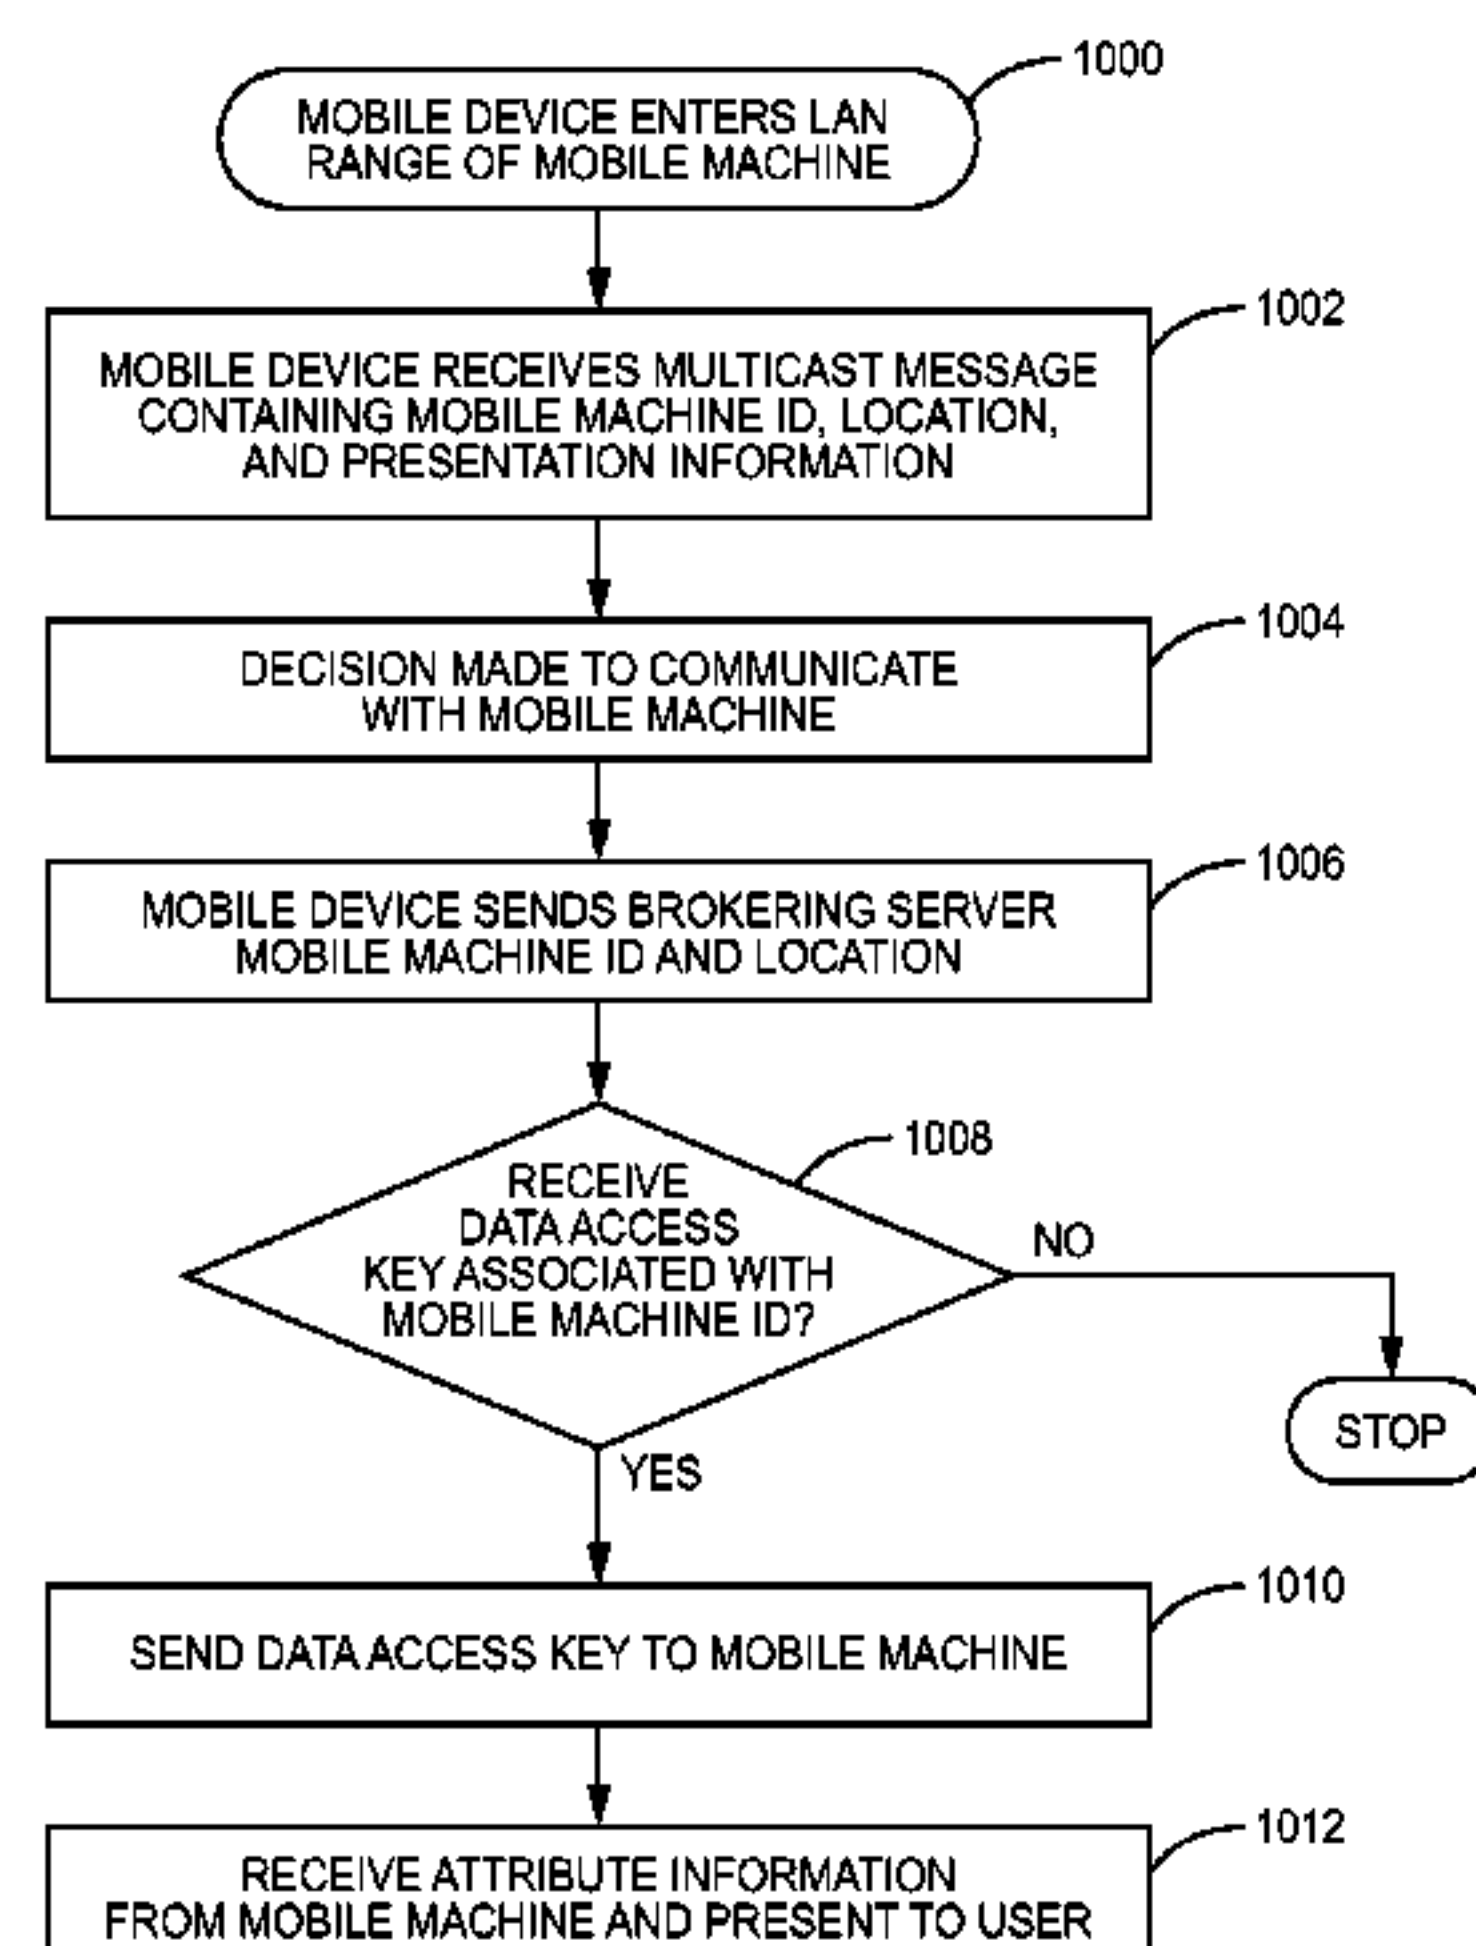 1000
MOBILE DEVICE ENTERS LAN
RANGE OF MOBILE MACHINE
1002
MOBILE DEVICE RECEIVES MULTICAST MESSAGE
CONTAINING MOBILE MACHINE ID, LOCATION,
AND PRESENTATION INFORMATION
1004
DECISION MADE TO COMMUNICATE
WITH MOBILE MACHINE
1006
MOBILE DEVICE SENDS BROKERING SERVER
MOBILE MACHINE ID AND LOCATION
1008
RECEIVE
DATA ACCESS
KEY ASSOCIATED WITH
MOBILE MACHINE ID?
NO
STOP
YES
1010
SEND DATA ACCESS KEY TO MOBILE MACHINE
1012
RECEIVE ATTRIBUTE INFORMATION
FROM MOBILE MACHINE AND PRESENT TO USER